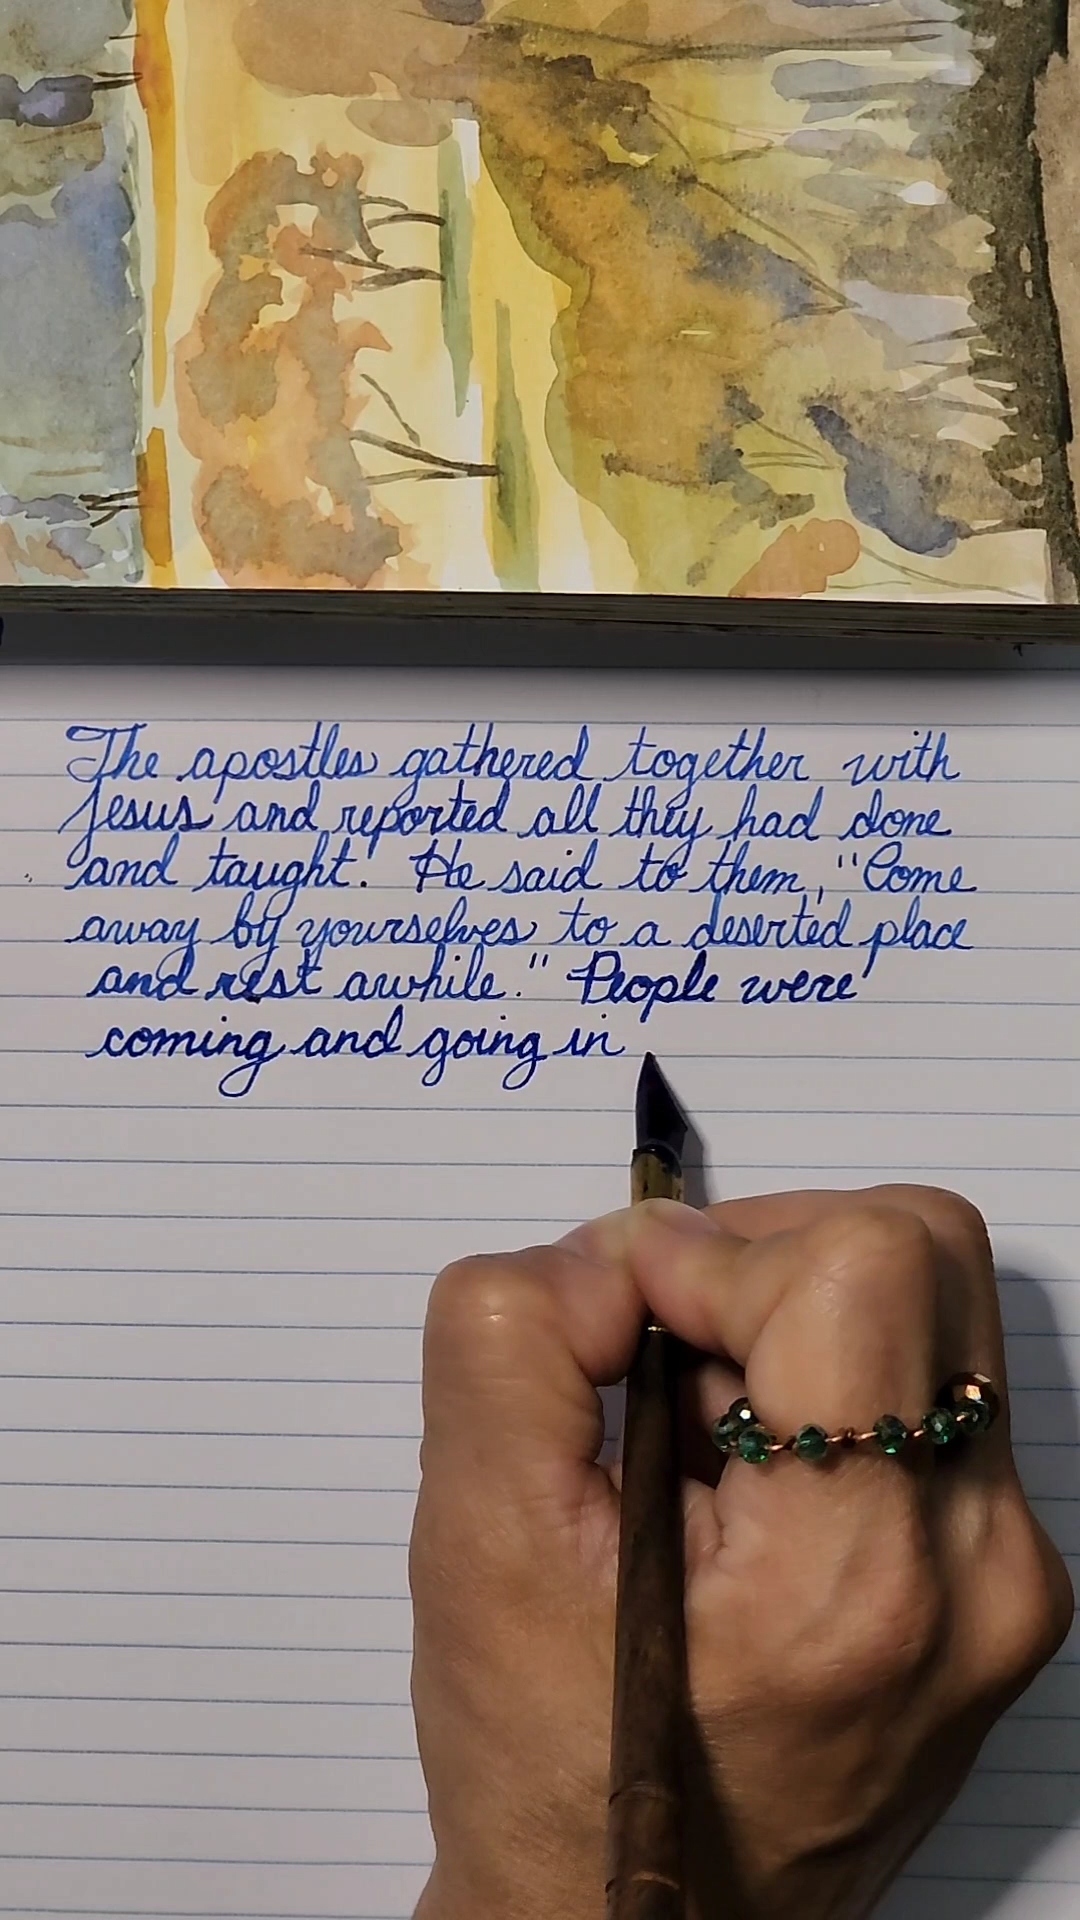 The apostles gathered together with
Jesus and reported all they had done
and taught. He said to them, "Come
away by yourselves to a deserted place
and rest awhile." People were
coming and going in